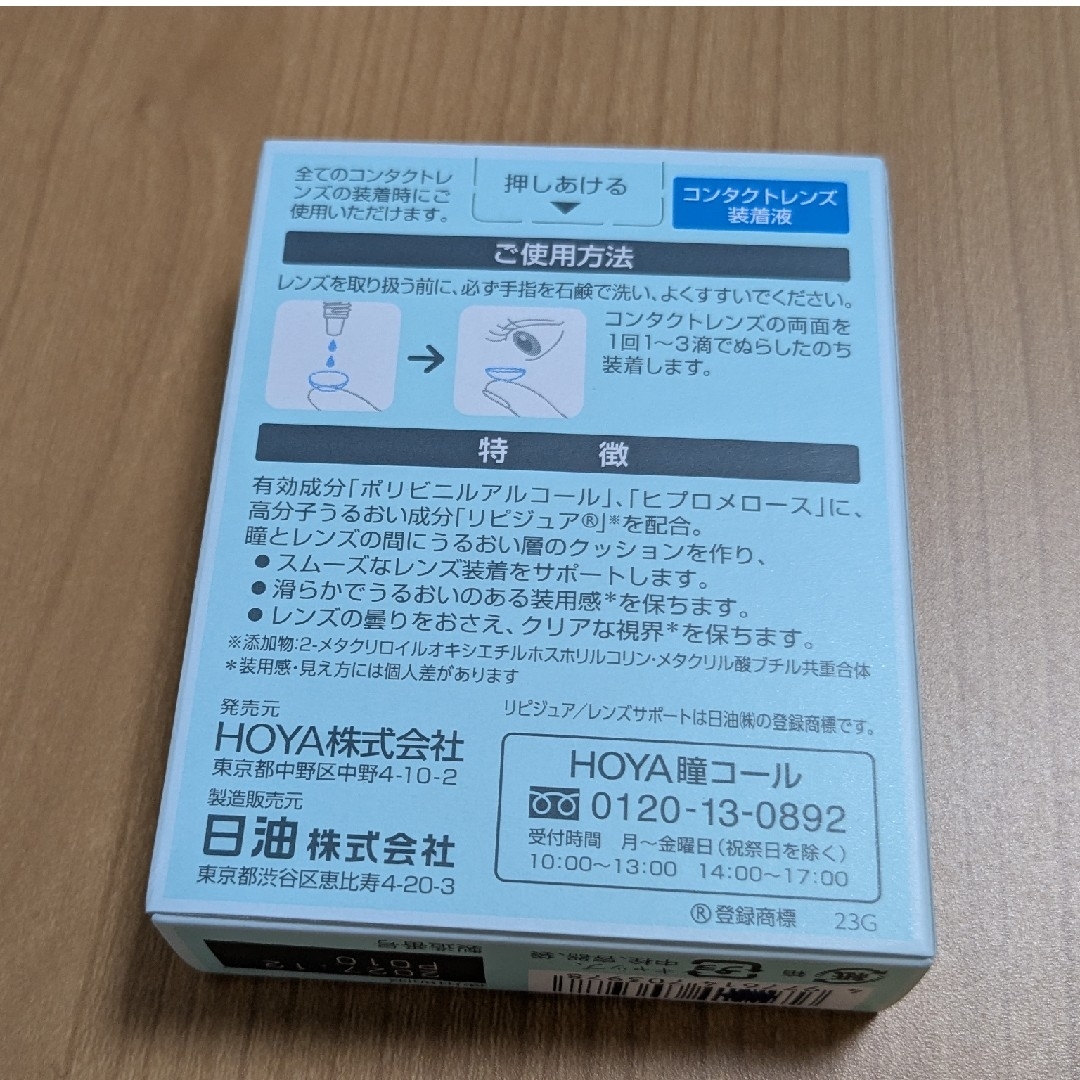 全てのコンタクトレ
ンズの装着時にご
使用いただけます。
押しあける
コンタクトレンズ
装着液
ご使用方法
レンズを取り扱う前に、必ず手指を石鹸で洗い、よくすすいでください。
コンタクトレンズの両面を
1回1〜3滴でぬらしたのち
装着します。
特 徴
有効成分「ポリビニルアルコール」、「ヒプロメロース」に、
高分子うるおい成分「リピジュア®」※を配合。
瞳とレンズの間にうるおい層のクッションを作り、
● スムーズなレンズ装着をサポートします。
● 滑らかでうるおいのある装用感*を保ちます。
● レンズの曇りをおさえ、クリアな視界*を保ちます。
※添加物:2-メタクリロイルオキシエチルホスホリルコリン・メタクリル酸ブチル共重合体
*装用感・見え方には個人差があります
発売元
HOYA株式会社
東京都中野区中野4-10-2
製造販売元
日油 株式会社
東京都渋谷区恵比寿4-20-3
リピジュア/レンズサポートは日油㈱の登録商標です。
HOYA瞳コール
0120-13-0892
受付時間 月〜金曜日(祝祭日を除く)
10:00〜13:00 14:00〜17:00
®登録商標 23G
製造番号
F010
2027.12
キャップ、
中栓、容器、袋
プラ
箱
紙